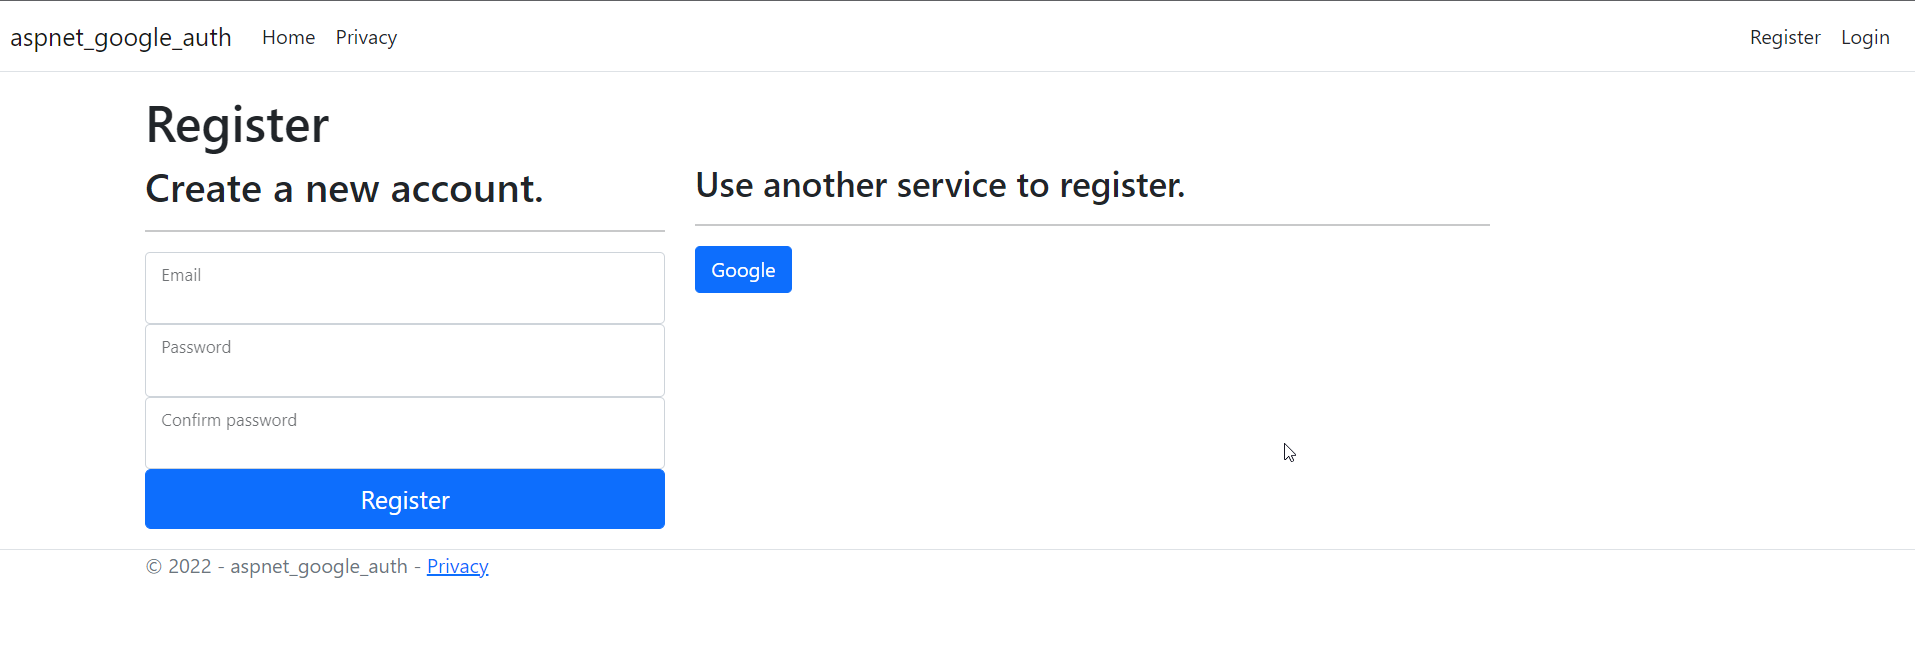 aspnet_google_auth Home Privacy Register Login
Register
Create a new account.
Email
Password
Confirm password
Register
Use another service to register.
Google
© 2022 - aspnet_google_auth - Privacy